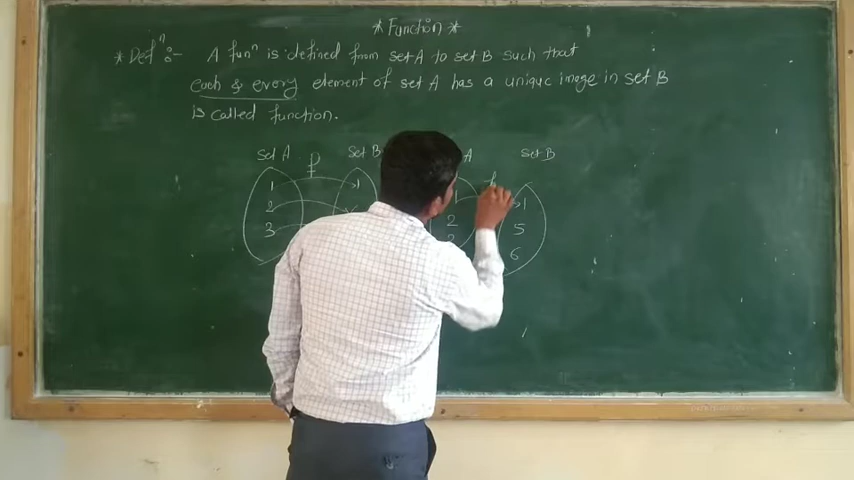 * Function *
* Defⁿ :- A funⁿ is defined from set A to set B such that
each & every element of set A has a unique image in set B
is called function.
Set A f Set B A f Set B
1 1 1 1
2 2 5
3 6